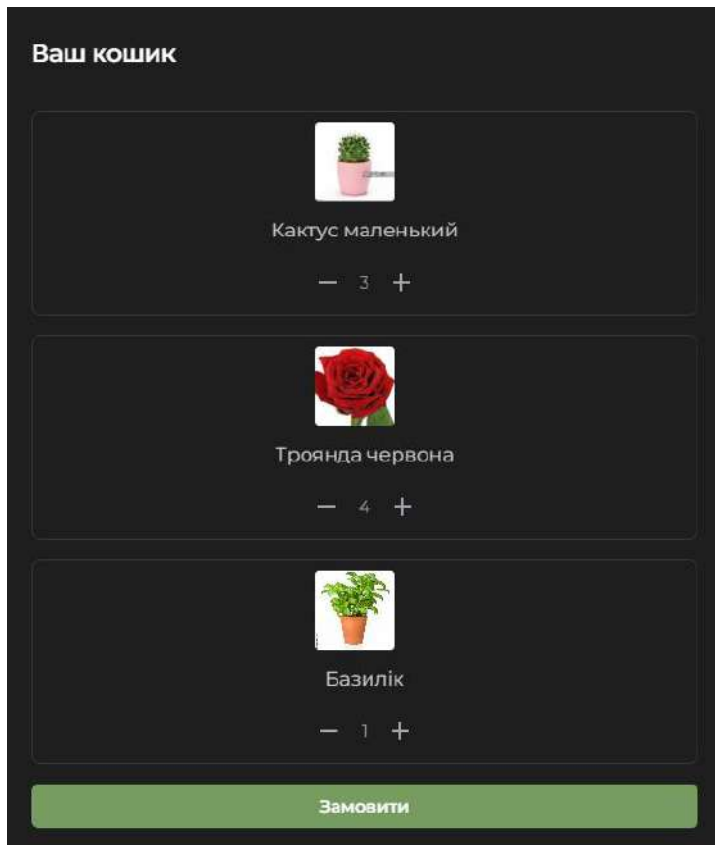 Ваш кошик
Кактус маленький
— 3 +
Троянда червона
— 4 +
Базилік
— 1 +
Замовити